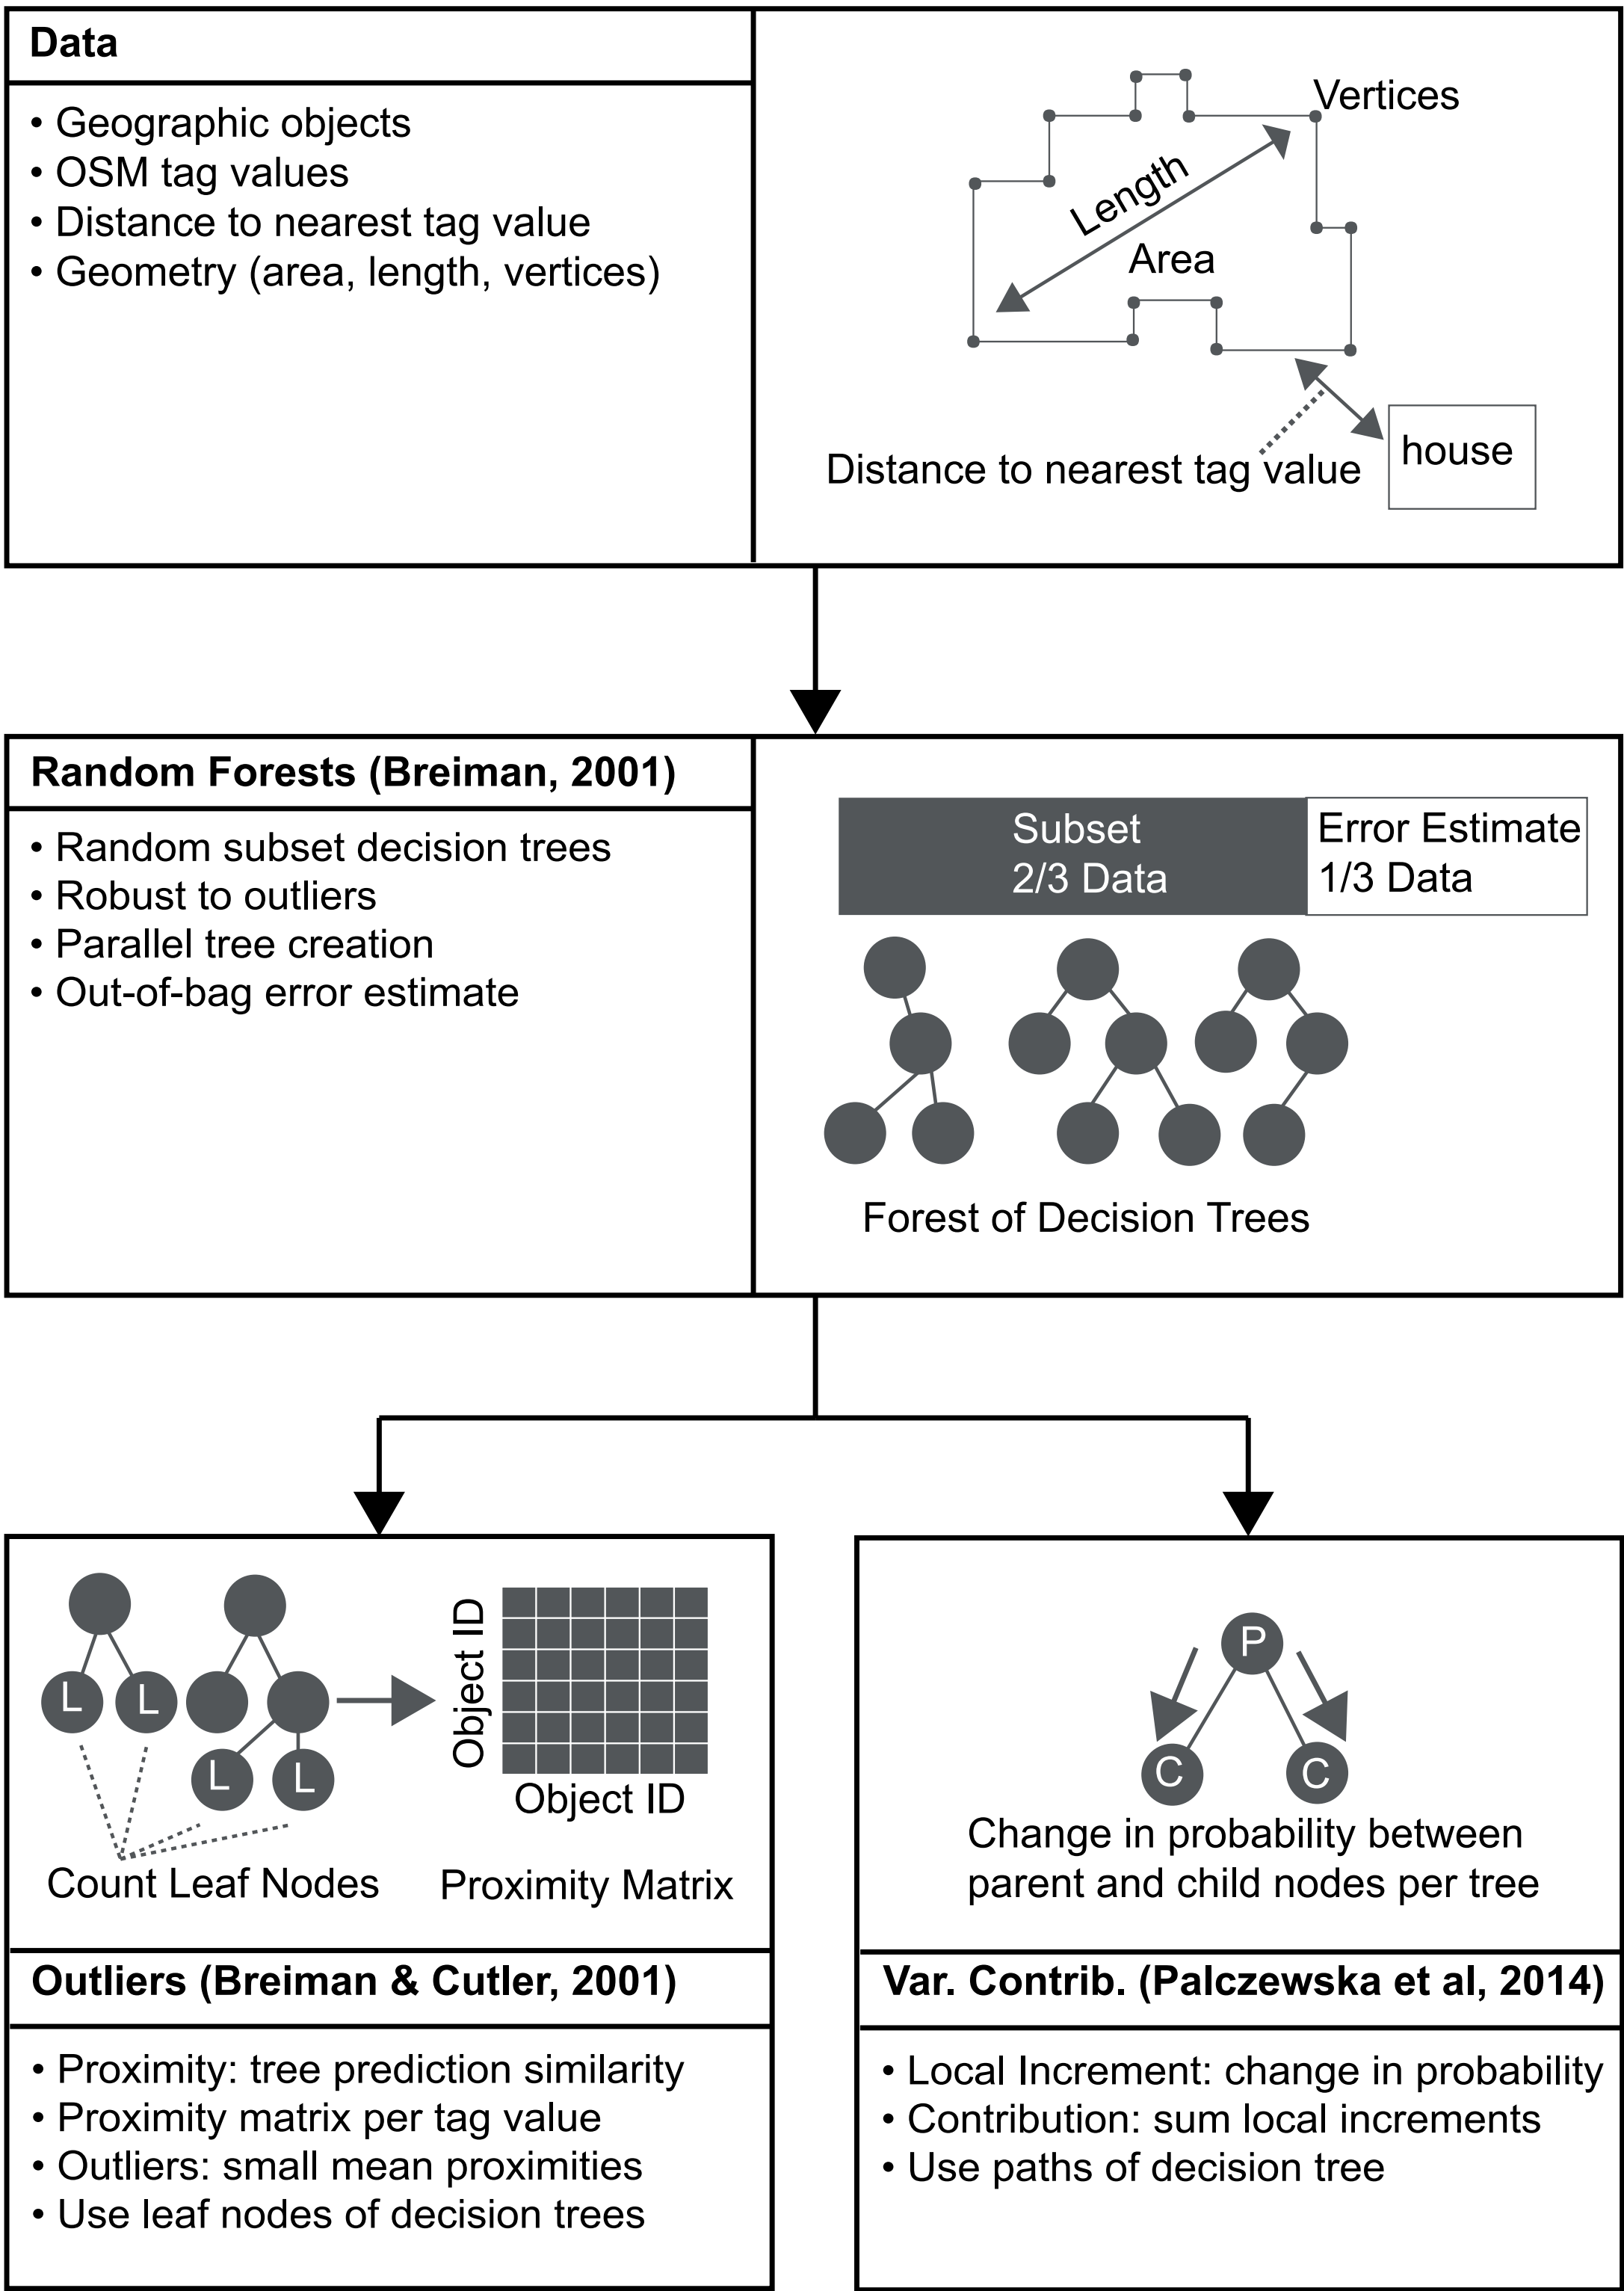 Data
• Geographic objects
• OSM tag values
• Distance to nearest tag value
• Geometry (area, length, vertices)
Vertices
Length
Area
Distance to nearest tag value
house
Random Forests (Breiman, 2001)
• Random subset decision trees
• Robust to outliers
• Parallel tree creation
• Out-of-bag error estimate
Subset
2/3 Data
Error Estimate
1/3 Data
Forest of Decision Trees
L
L
L
L
Count Leaf Nodes
Object ID
Object ID
Proximity Matrix
Outliers (Breiman & Cutler, 2001)
• Proximity: tree prediction similarity
• Proximity matrix per tag value
• Outliers: small mean proximities
• Use leaf nodes of decision trees
P
C
C
Change in probability between
parent and child nodes per tree
Var. Contrib. (Palczewska et al, 2014)
• Local Increment: change in probability
• Contribution: sum local increments
• Use paths of decision tree